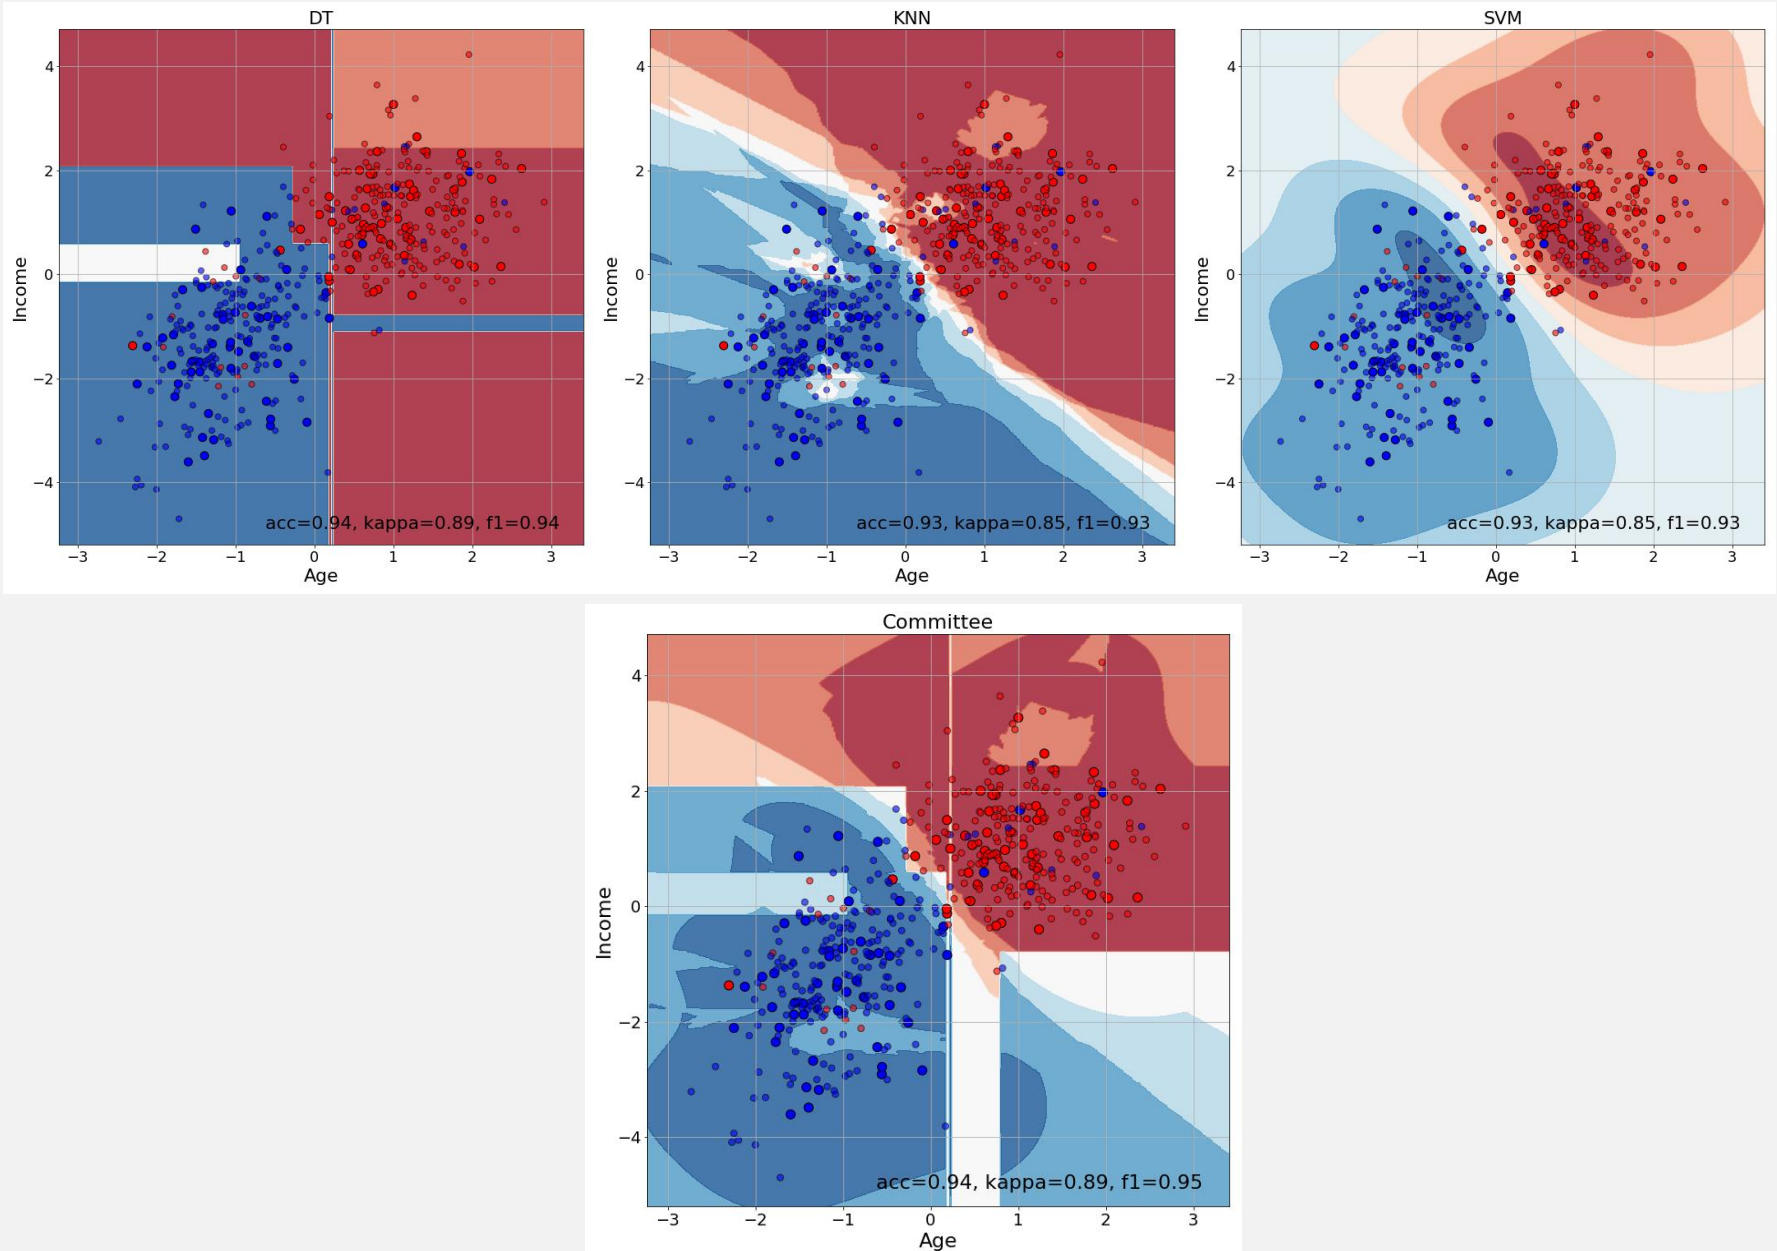 DT
4
2
0
−2
−4
Income
acc=0.94, kappa=0.89, f1=0.94
−3 −2 −1 0 1 2 3
Age
KNN
4
2
0
−2
−4
Income
acc=0.93, kappa=0.85, f1=0.93
−3 −2 −1 0 1 2 3
Age
SVM
4
2
0
−2
−4
Income
acc=0.93, kappa=0.85, f1=0.93
−3 −2 −1 0 1 2 3
Age
Committee
4
2
0
−2
−4
Income
acc=0.94, kappa=0.89, f1=0.95
−3 −2 −1 0 1 2 3
Age